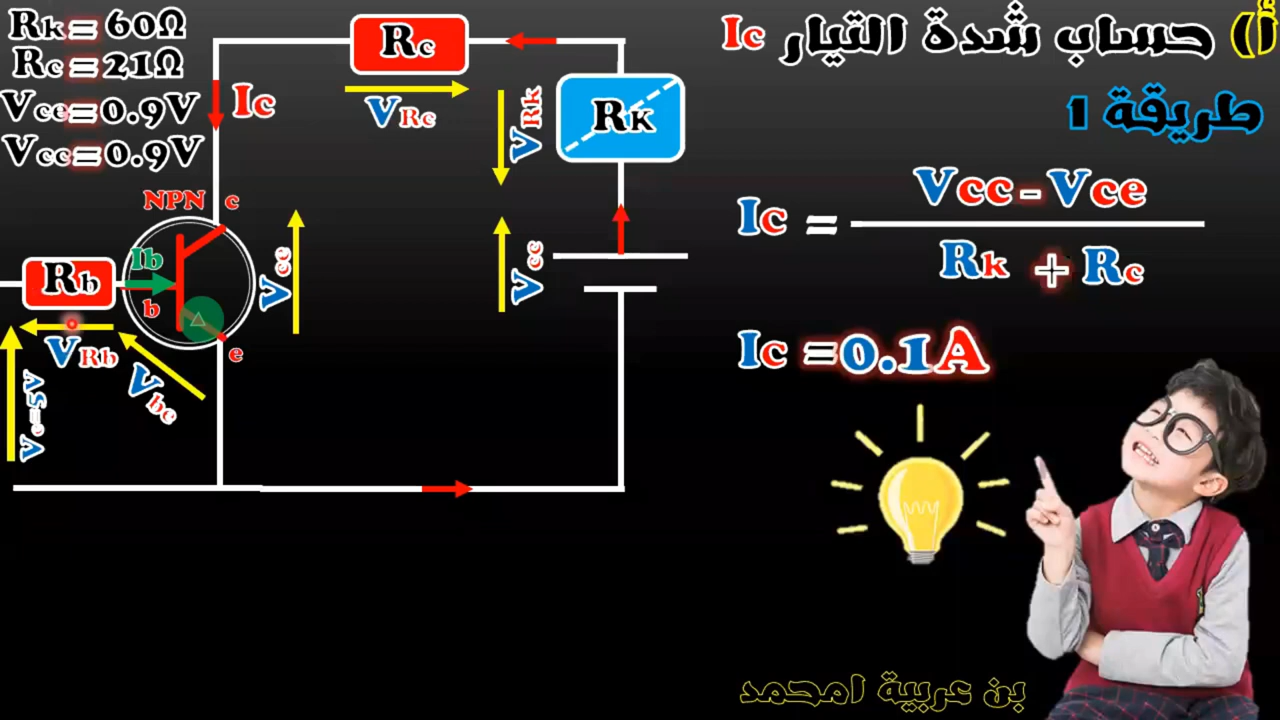 أ) حساب شدة التيار Ic
طريقة 1
Rk=60Ω
Rc=21Ω
Vce=0.9V
Vcc=0.9V
Rc
Ic
VRc
VRk
RK
NPN c
Ib
Rb
b
e
VRb
Vbe
Ve=5V
Vce
Vcc
Ic = Vcc - Vce
Rk + Rc
Ic =0.1A
بن عربية امحمد